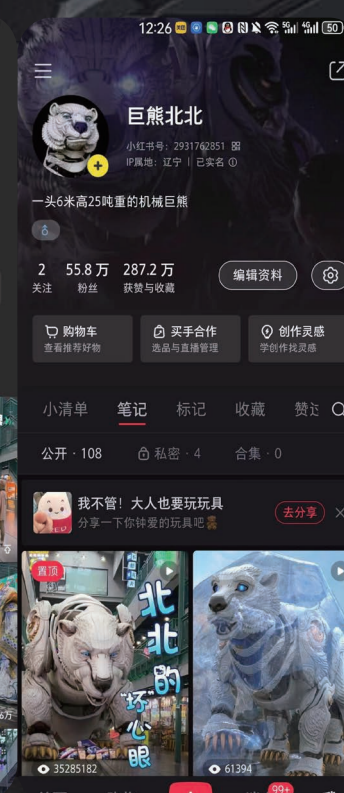 12:26
5G 4G 50
巨熊北北
小红书号：2931762851
IP属地：辽宁 | 已实名
一头6米高25吨重的机械巨熊
2 55.8万 287.2万
关注 粉丝 获赞与收藏
编辑资料
购物车 买手合作 创作灵感
查看推荐好物 选品与直播管理 学创作找灵感
小清单 笔记 标记 收藏 赞过
公开·108 私密·4 合集·0
我不管！大人也要玩玩具
分享一下你钟爱的玩具吧
去分享
置顶
北北的
"坏"心眼
35285182 61394
99+